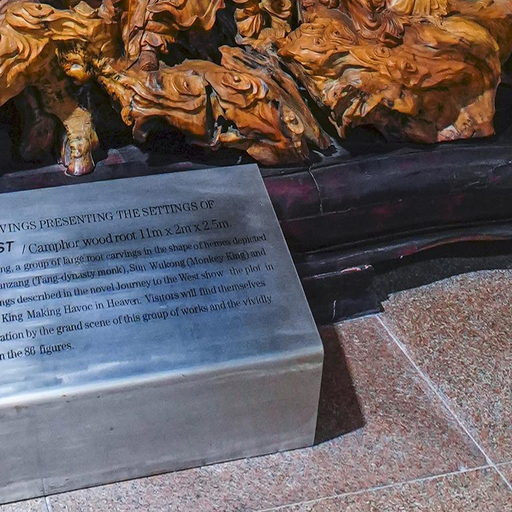 VINGS PRESENTING THE SETTINGS OF
ST / Camphor wood root 11m x 2m x 2.5m
ng, a group of large root carvings in the shape of heroes depicted
anzang (Tang-dynasty monk), Sun Wukong (Monkey King) and
ngs described in the novel Journey to the West show the plot in
King Making Havoc in Heaven. Visitors will find themselves
ation by the grand scene of this group of works and the vividly
n the 86 figures.